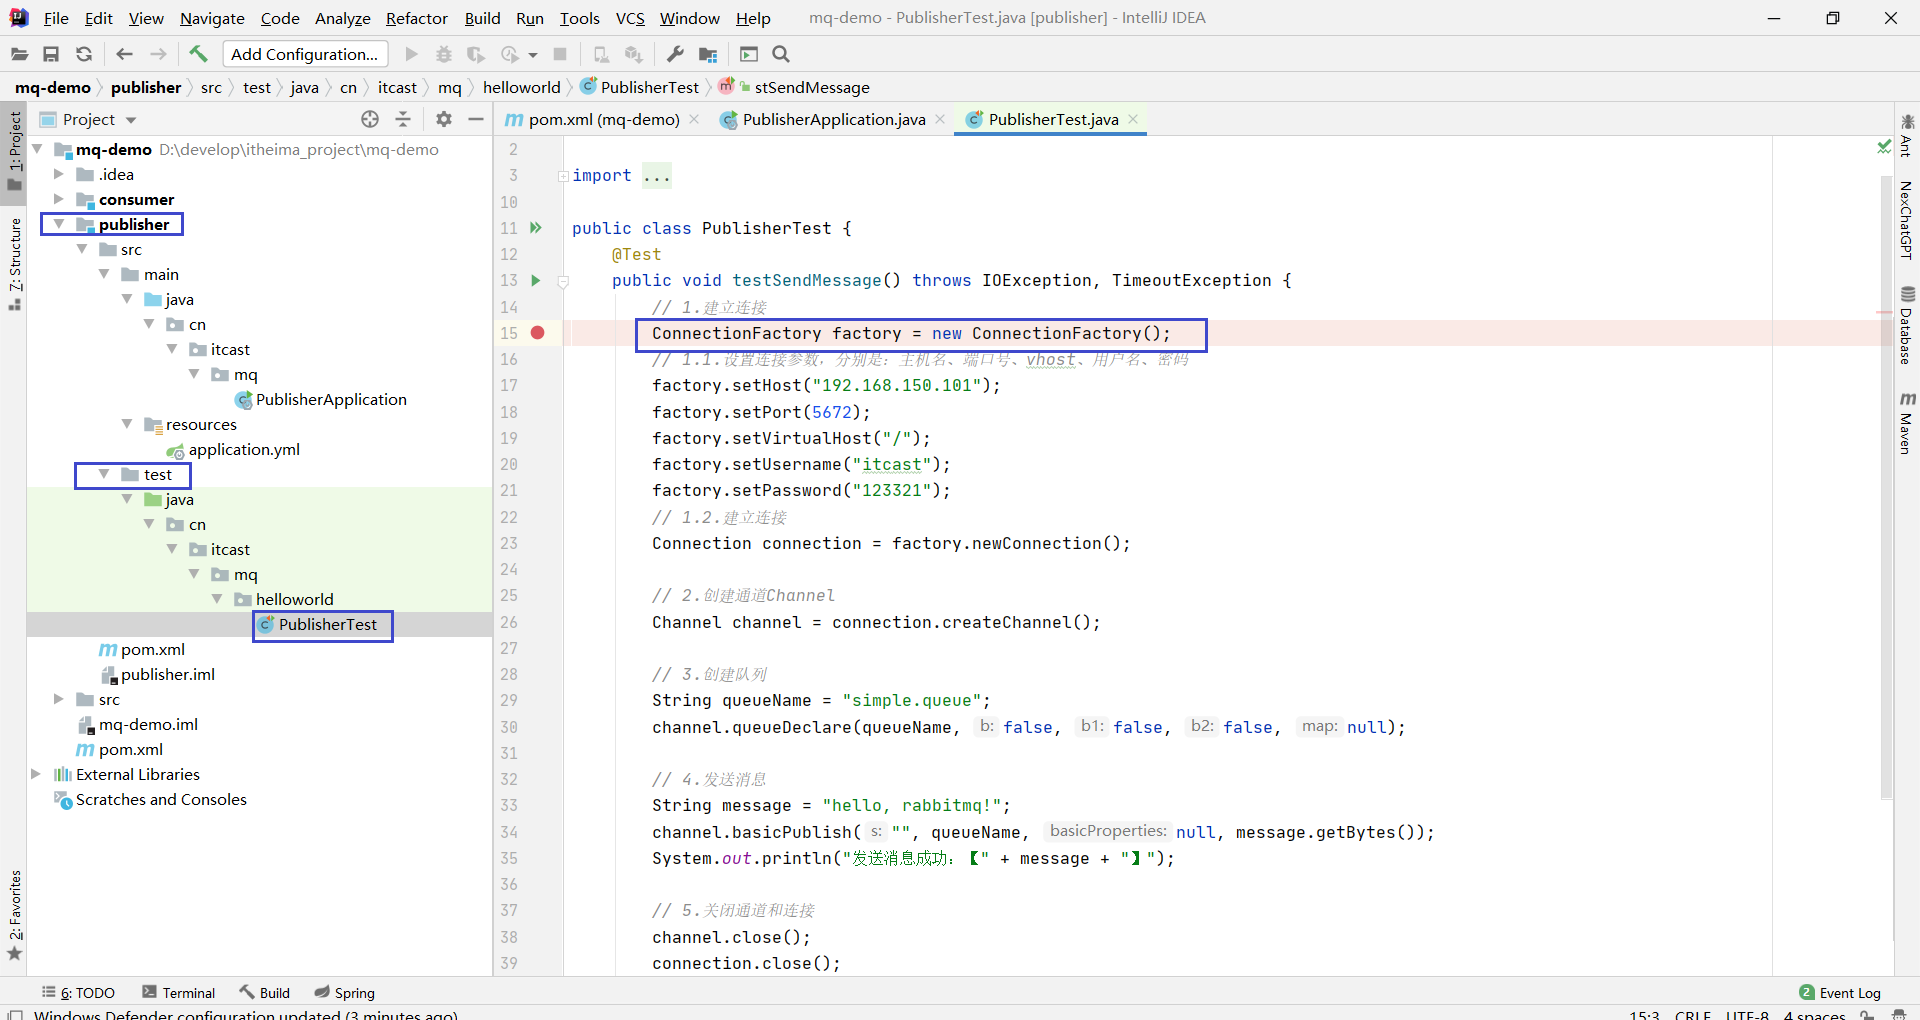 File Edit View Navigate Code Analyze Refactor Build Run Tools VCS Window Help mq-demo - PublisherTest.java [publisher] - IntelliJ IDEA
Add Configuration...
mq-demo publisher src test java cn itcast mq helloworld PublisherTest stSendMessage
Project
pom.xml (mq-demo) PublisherApplication.java PublisherTest.java
1: Project
7: Structure
2: Favorites
mq-demo D:\develop\itheima_project\mq-demo
.idea
consumer
publisher
src
main
java
cn
itcast
mq
PublisherApplication
resources
application.yml
test
java
cn
itcast
mq
helloworld
PublisherTest
pom.xml
publisher.iml
src
mq-demo.iml
pom.xml
External Libraries
Scratches and Consoles
2
3 import ...
10
11 public class PublisherTest {
12 @Test
13 public void testSendMessage() throws IOException, TimeoutException {
14 // 1.建立连接
15 ConnectionFactory factory = new ConnectionFactory();
16 // 1.1.设置连接参数，分别是：主机名、端口号、vhost、用户名、密码
17 factory.setHost("192.168.150.101");
18 factory.setPort(5672);
19 factory.setVirtualHost("/");
20 factory.setUsername("itcast");
21 factory.setPassword("123321");
22 // 1.2.建立连接
23 Connection connection = factory.newConnection();
24
25 // 2.创建通道Channel
26 Channel channel = connection.createChannel();
27
28 // 3.创建队列
29 String queueName = "simple.queue";
30 channel.queueDeclare(queueName, b: false, b1: false, b2: false, map: null);
31
32 // 4.发送消息
33 String message = "hello, rabbitmq!";
34 channel.basicPublish( s: "", queueName, basicProperties: null, message.getBytes());
35 System.out.println("发送消息成功：【" + message + "】");
36
37 // 5.关闭通道和连接
38 channel.close();
39 connection.close();
Ant
NexChatGPT
Database
Maven
6: TODO Terminal Build Spring 2 Event Log
Windows Defender configuration updated (3 minutes ago) 15:3 CRLF UTF-8 4 spaces